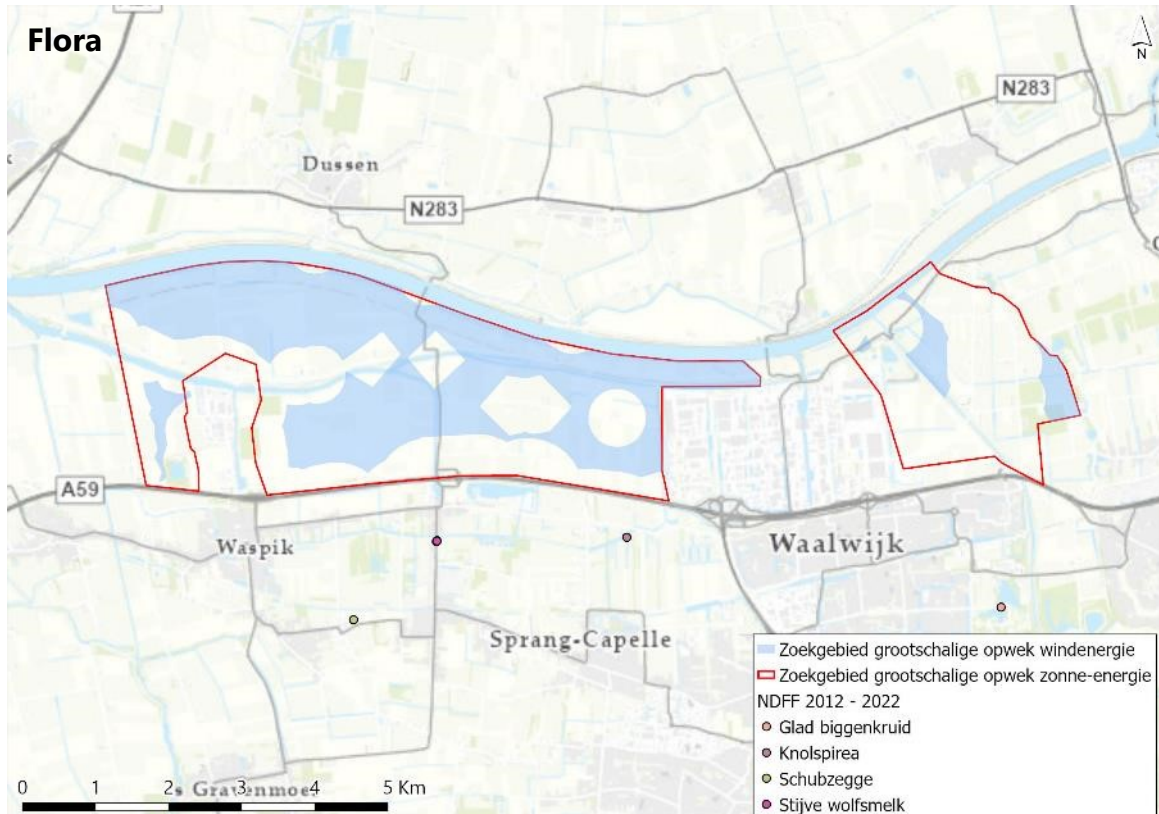 Flora
N
N283
Dussen
N283
A59
Waspik
Waalwijk
Sprang-Capelle
Zoekgebied grootschalige opwek windenergie
Zoekgebied grootschalige opwek zonne-energie
NDFF 2012 - 2022
Glad biggenkruid
Knolspirea
Schubzegge
Stijve wolfsmelk
0 1 2 3 4 5 Km
's Gravenmoer